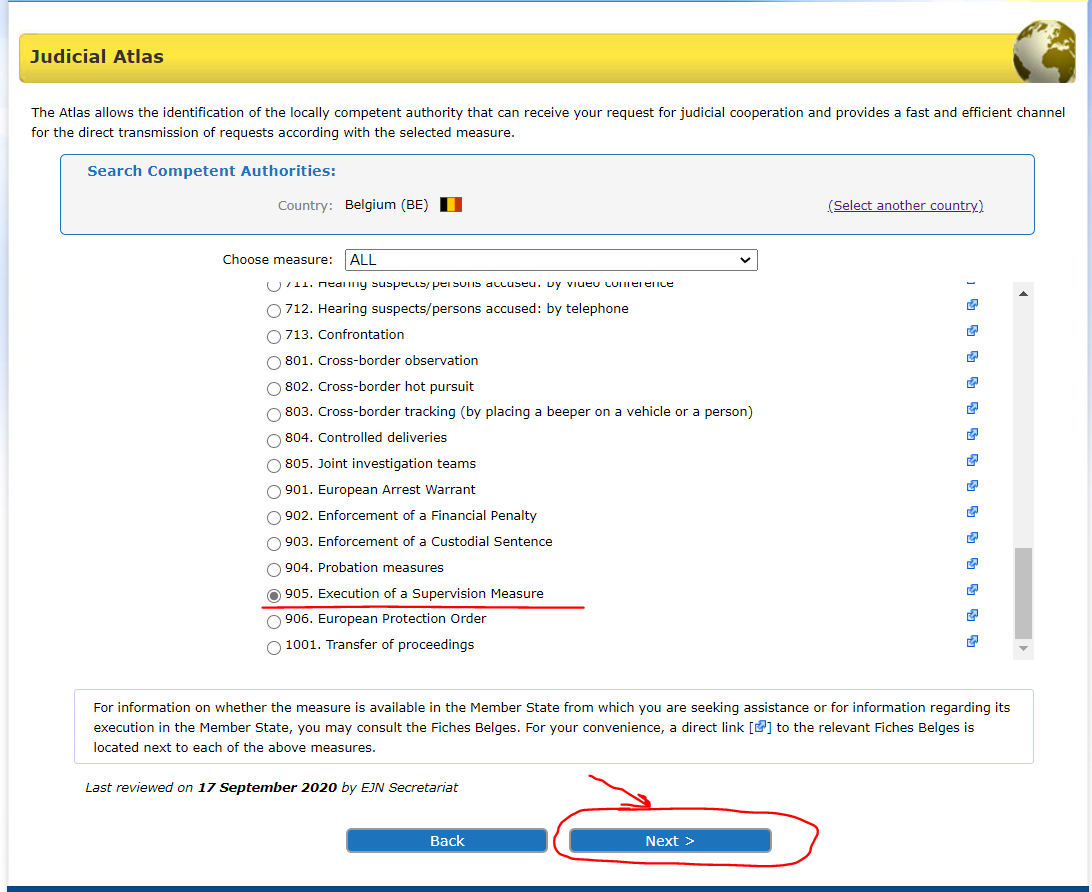 Judicial Atlas
The Atlas allows the identification of the locally competent authority that can receive your request for judicial cooperation and provides a fast and efficient channel
for the direct transmission of requests according with the selected measure.
Search Competent Authorities:
Country: Belgium (BE) (Select another country)
Choose measure: ALL
711. Hearing suspects/persons accused: by video conference
712. Hearing suspects/persons accused: by telephone
713. Confrontation
801. Cross-border observation
802. Cross-border hot pursuit
803. Cross-border tracking (by placing a beeper on a vehicle or a person)
804. Controlled deliveries
805. Joint investigation teams
901. European Arrest Warrant
902. Enforcement of a Financial Penalty
903. Enforcement of a Custodial Sentence
904. Probation measures
905. Execution of a Supervision Measure
906. European Protection Order
1001. Transfer of proceedings
For information on whether the measure is available in the Member State from which you are seeking assistance or for information regarding its
execution in the Member State, you may consult the Fiches Belges. For your convenience, a direct link [ ] to the relevant Fiches Belges is
located next to each of the above measures.
Last reviewed on 17 September 2020 by EJN Secretariat
Back Next >